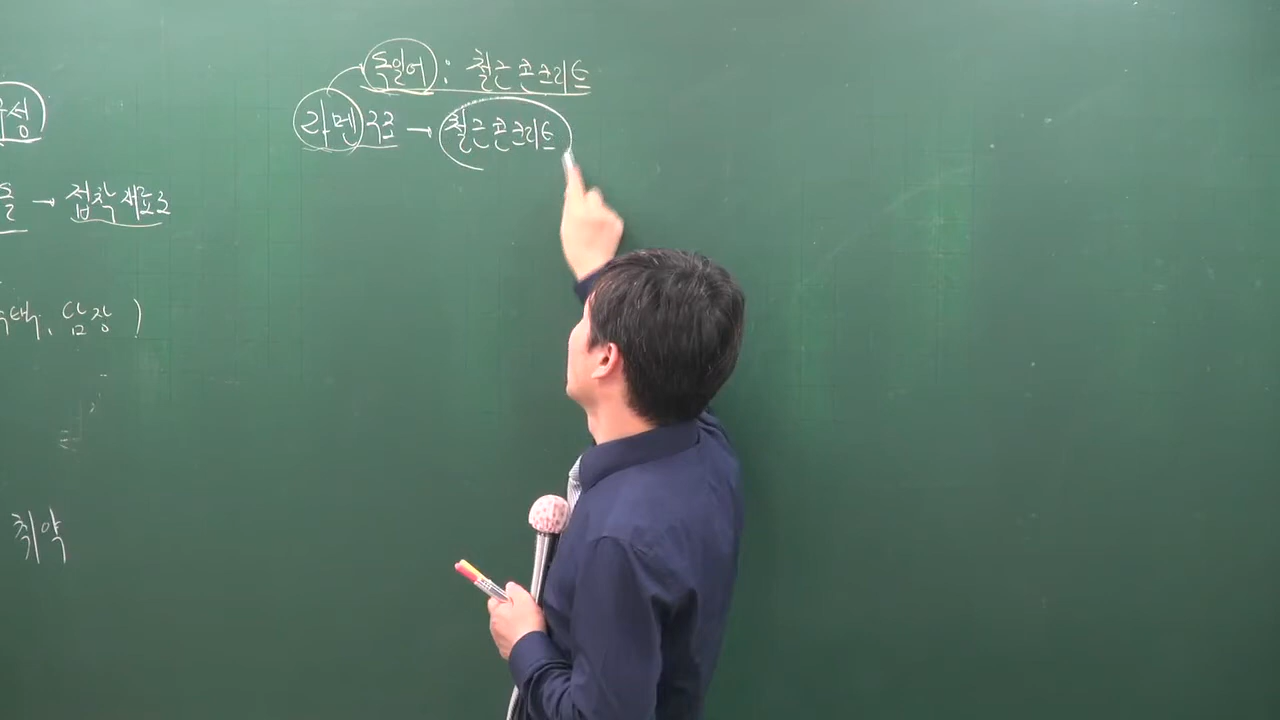 독일어 : 철근콘크리트
라멘구조 → 철근콘크리트
성
→ 접착제로
택, 담장 )
취약